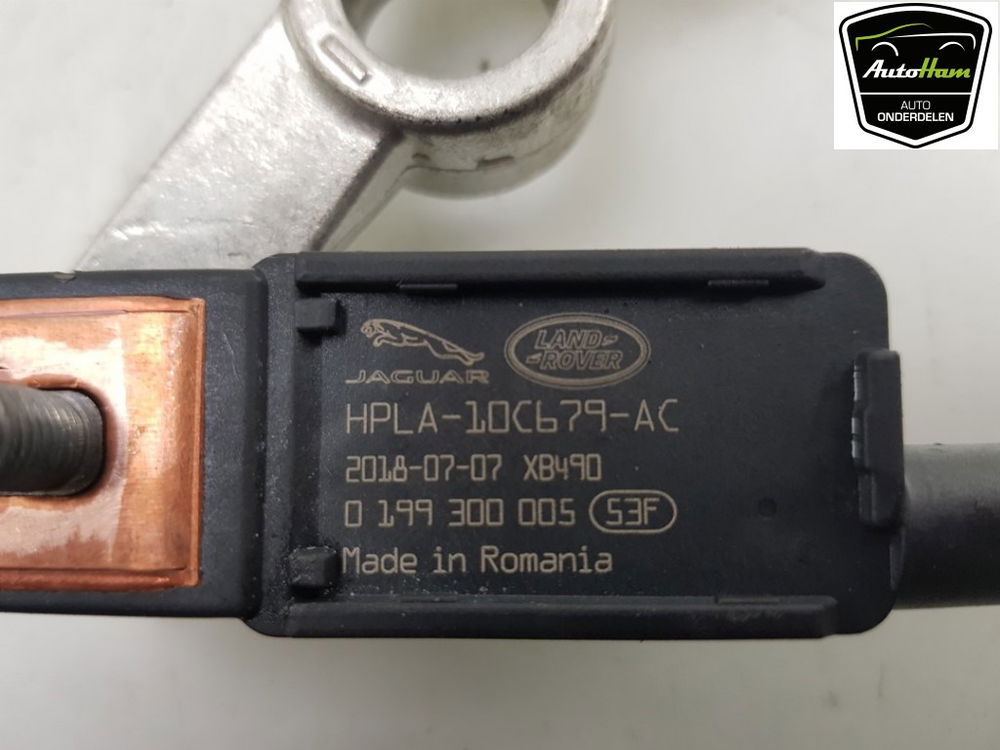 AutoHam
AUTO
ONDERDELEN
JAGUAR
LAND-
-ROVER
HPLA-10C679-AC
2018-07-07 XB490
0 199 300 005 S3F
Made in Romania